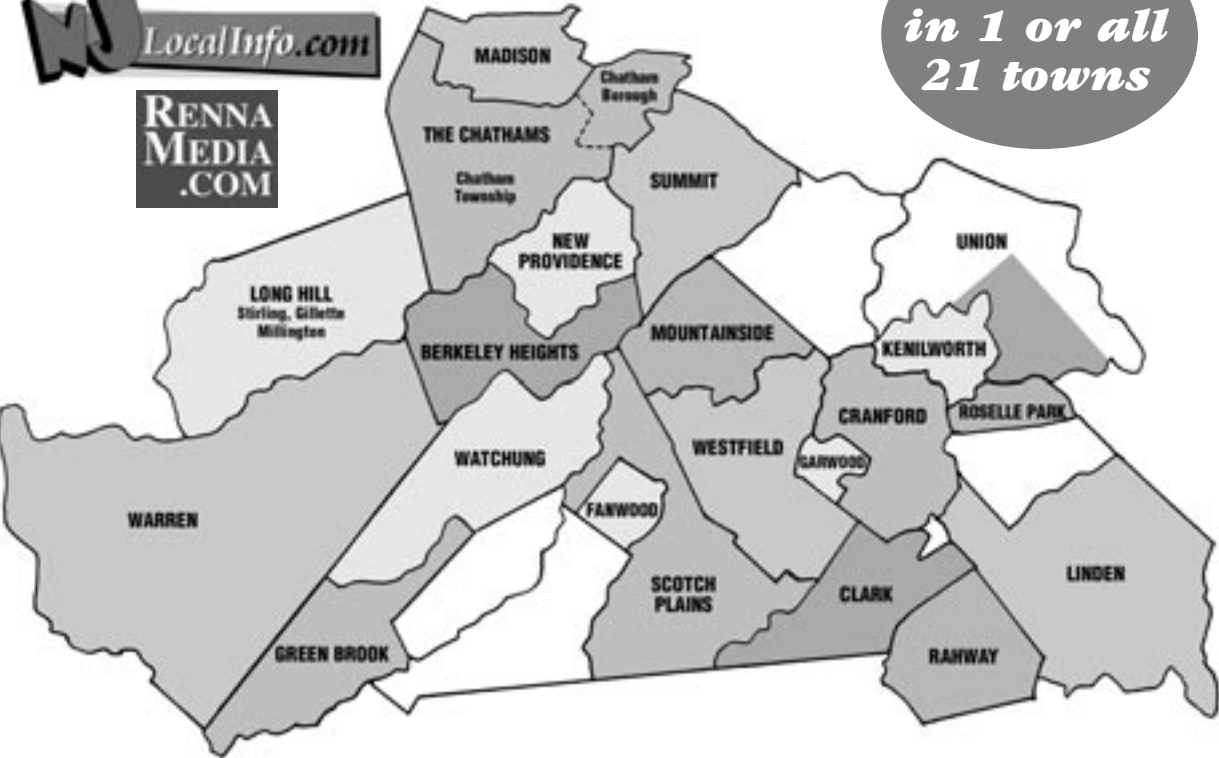 NJ LocalInfo.com
RENNA
MEDIA
.COM
in 1 or all
21 towns
MADISON
Chatham
Borough
THE CHATHAMS
Chatham
Township
SUMMIT
NEW
PROVIDENCE
UNION
LONG HILL
Stirling, Gillette
Millington
BERKELEY HEIGHTS
MOUNTAINSIDE
KENILWORTH
CRANFORD
ROSELLE PARK
WATCHUNG
WESTFIELD
GARWOOD
WARREN
FANWOOD
SCOTCH
PLAINS
CLARK
LINDEN
GREEN BROOK
RAHWAY